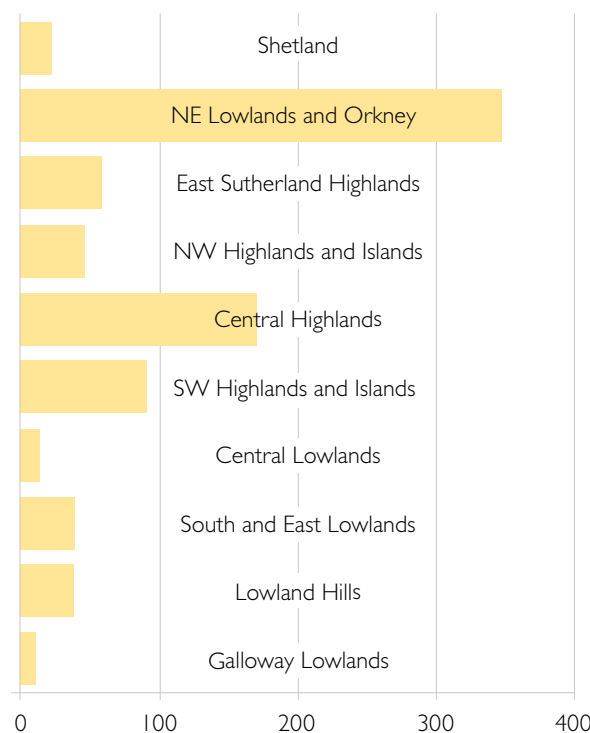 Shetland
NE Lowlands and Orkney
East Sutherland Highlands
NW Highlands and Islands
Central Highlands
SW Highlands and Islands
Central Lowlands
South and East Lowlands
Lowland Hills
Galloway Lowlands
0 100 200 300 400